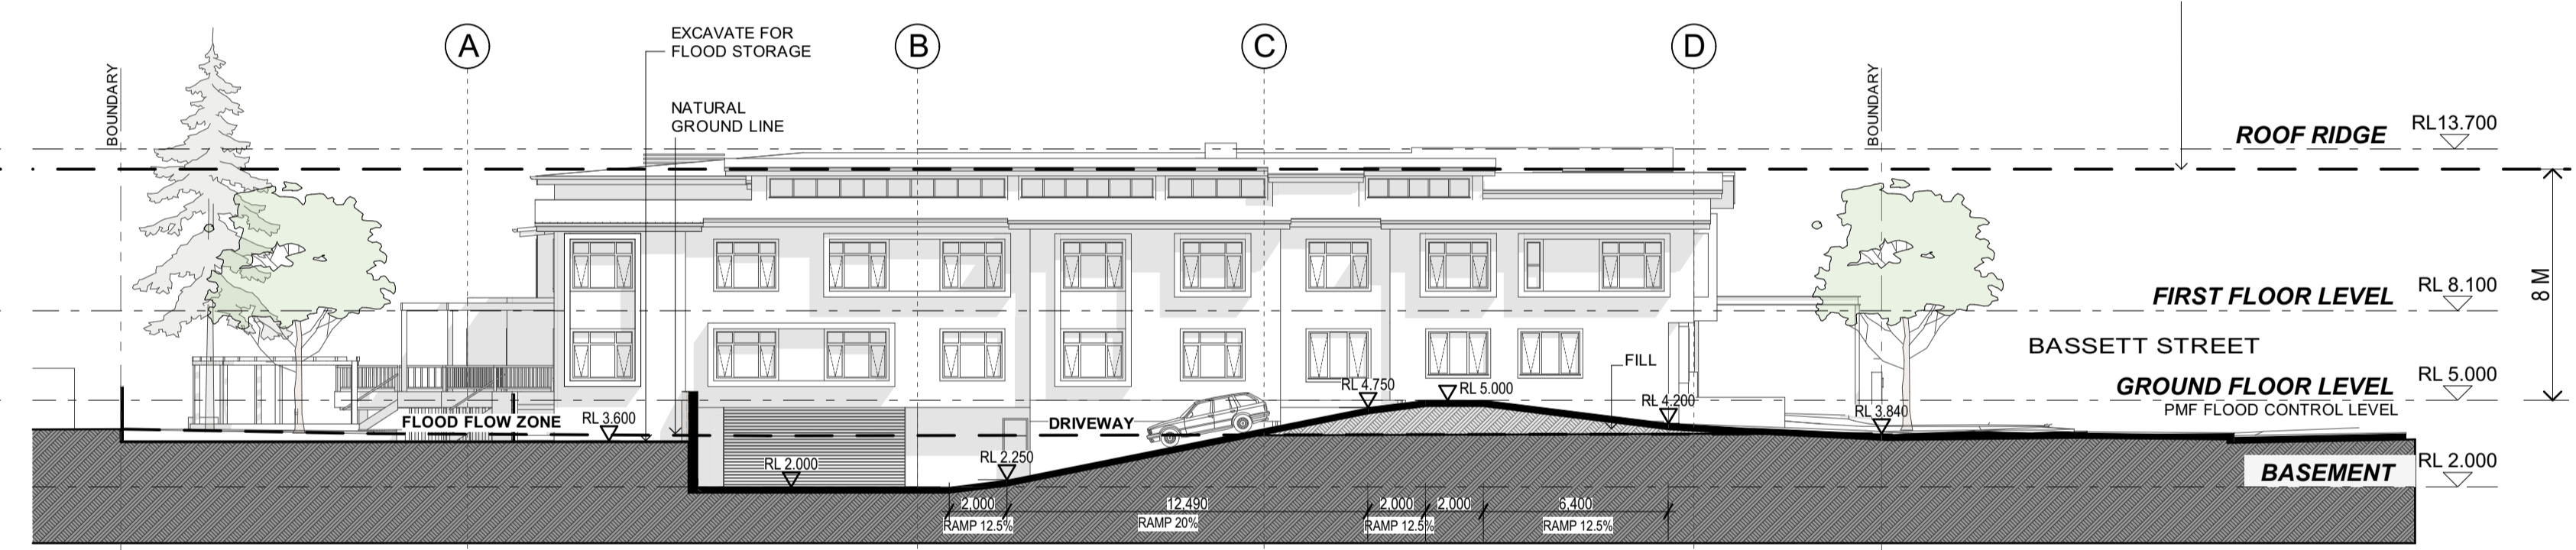 A
B
C
D
EXCAVATE FOR
FLOOD STORAGE
BOUNDARY
BOUNDARY
NATURAL
GROUND LINE
ROOF RIDGE
RL13.700
8 M
FIRST FLOOR LEVEL
RL 8.100
BASSETT STREET
FILL
GROUND FLOOR LEVEL
RL 5.000
PMF FLOOD CONTROL LEVEL
RL 4.750
RL 5.000
RL 4.200
RL 3.840
FLOOD FLOW ZONE
RL 3.600
DRIVEWAY
RL 2.000
RL 2.250
BASEMENT
RL 2.000
2,000
12,490
2,000
2,000
6,400
RAMP 12.5%
RAMP 20%
RAMP 12.5%
RAMP 12.5%